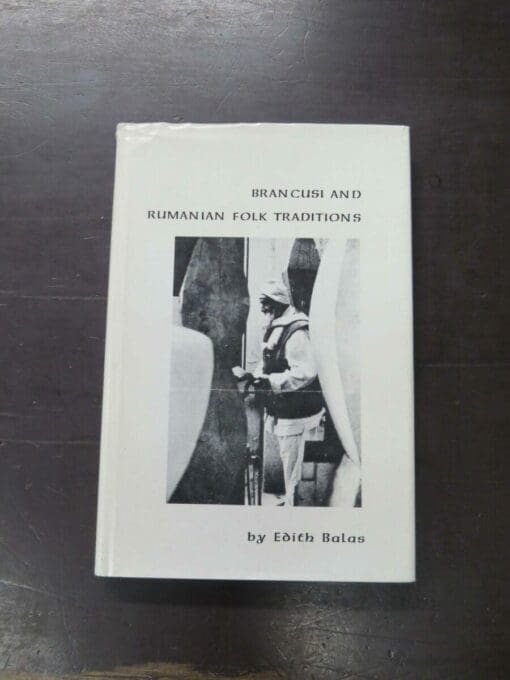 BRANCUSI AND
RUMANIAN FOLK TRADITIONS
by Edith Balas